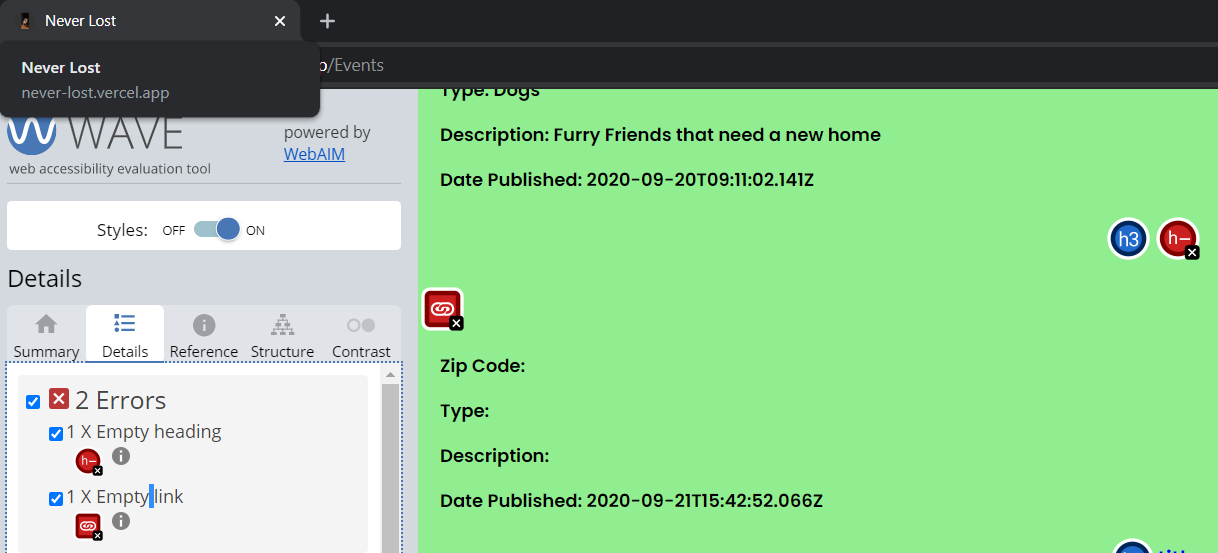 Never Lost
Never Lost
never-lost.vercel.app
/Events
WAVE
web accessibility evaluation tool
powered by
WebAIM
Styles:
OFF
ON
Details
Summary
Details
Reference
Structure
Contrast
2 Errors
1 X Empty heading
h–
1 X Empty link
Type: Dogs
Description: Furry Friends that need a new home
Date Published: 2020-09-20T09:11:02.141Z
h3
h–
Zip Code:
Type:
Description:
Date Published: 2020-09-21T15:42:52.066Z